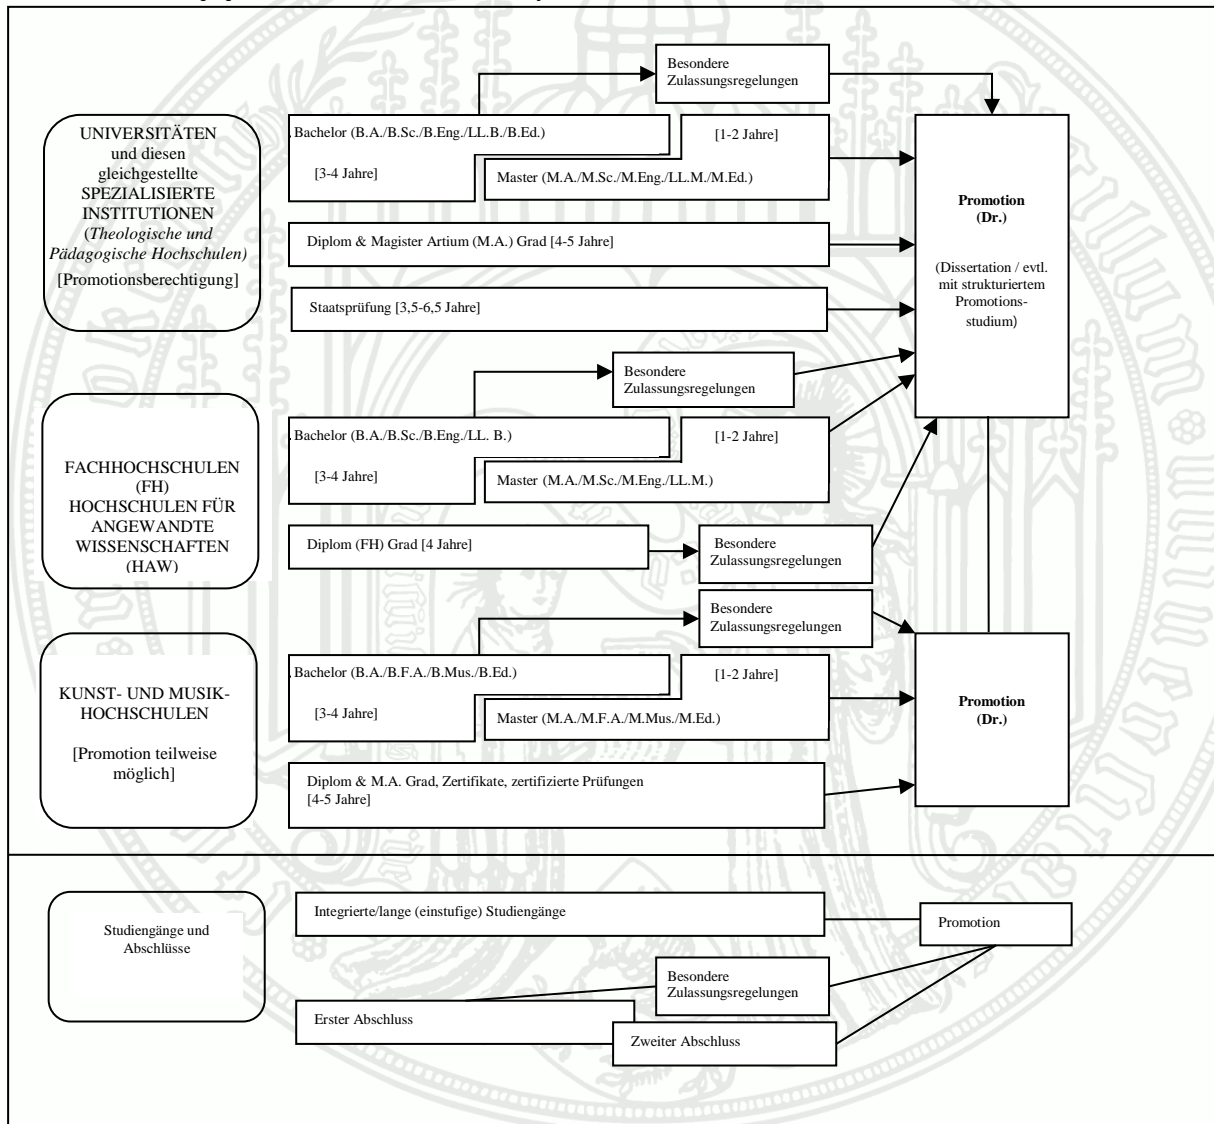 Besondere
Zulassungsregelungen
UNIVERSITÄTEN
und diesen
gleichgestellte
SPEZIALISIERTE
INSTITUTIONEN
(Theologische und
Pädagogische Hochschulen)
[Promotionsberechtigung]
Bachelor (B.A./B.Sc./B.Eng./LL.B./B.Ed.)
[3-4 Jahre]
[1-2 Jahre]
Master (M.A./M.Sc./M.Eng./LL.M./M.Ed.)
Diplom & Magister Artium (M.A.) Grad [4-5 Jahre]
Staatsprüfung [3,5-6,5 Jahre]
Promotion
(Dr.)
(Dissertation / evtl.
mit strukturiertem
Promotions-
studium)
Besondere
Zulassungsregelungen
FACHHOCHSCHULEN
(FH)
HOCHSCHULEN FÜR
ANGEWANDTE
WISSENSCHAFTEN
(HAW)
Bachelor (B.A./B.Sc./B.Eng./LL. B.)
[3-4 Jahre]
[1-2 Jahre]
Master (M.A./M.Sc./M.Eng./LL.M.)
Diplom (FH) Grad [4 Jahre]
Besondere
Zulassungsregelungen
Besondere
Zulassungsregelungen
KUNST- UND MUSIK-
HOCHSCHULEN
[Promotion teilweise
möglich]
Bachelor (B.A./B.F.A./B.Mus./B.Ed.)
[3-4 Jahre]
[1-2 Jahre]
Master (M.A./M.F.A./M.Mus./M.Ed.)
Diplom & M.A. Grad, Zertifikate, zertifizierte Prüfungen
[4-5 Jahre]
Promotion
(Dr.)
Studiengänge und
Abschlüsse
Integrierte/lange (einstufige) Studiengänge
Promotion
Besondere
Zulassungsregelungen
Erster Abschluss
Zweiter Abschluss